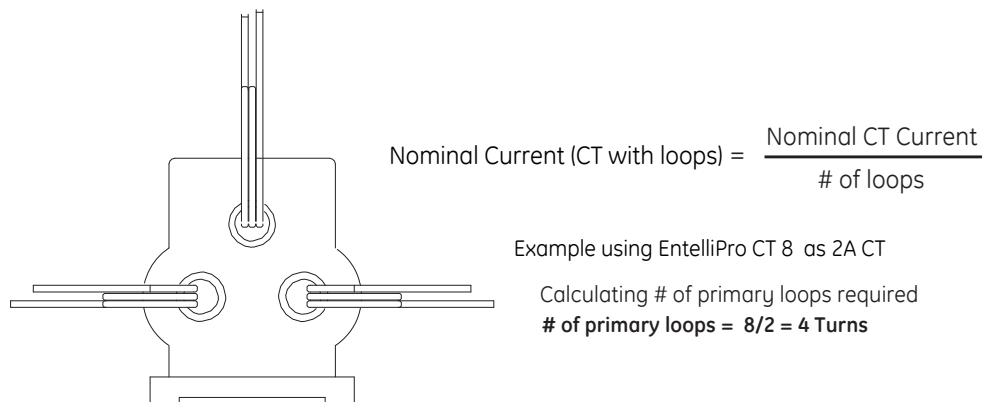 Nominal Current (CT with loops) = Nominal CT Current
# of loops
Example using EntelliPro CT 8 as 2A CT
Calculating # of primary loops required
# of primary loops = 8/2 = 4 Turns